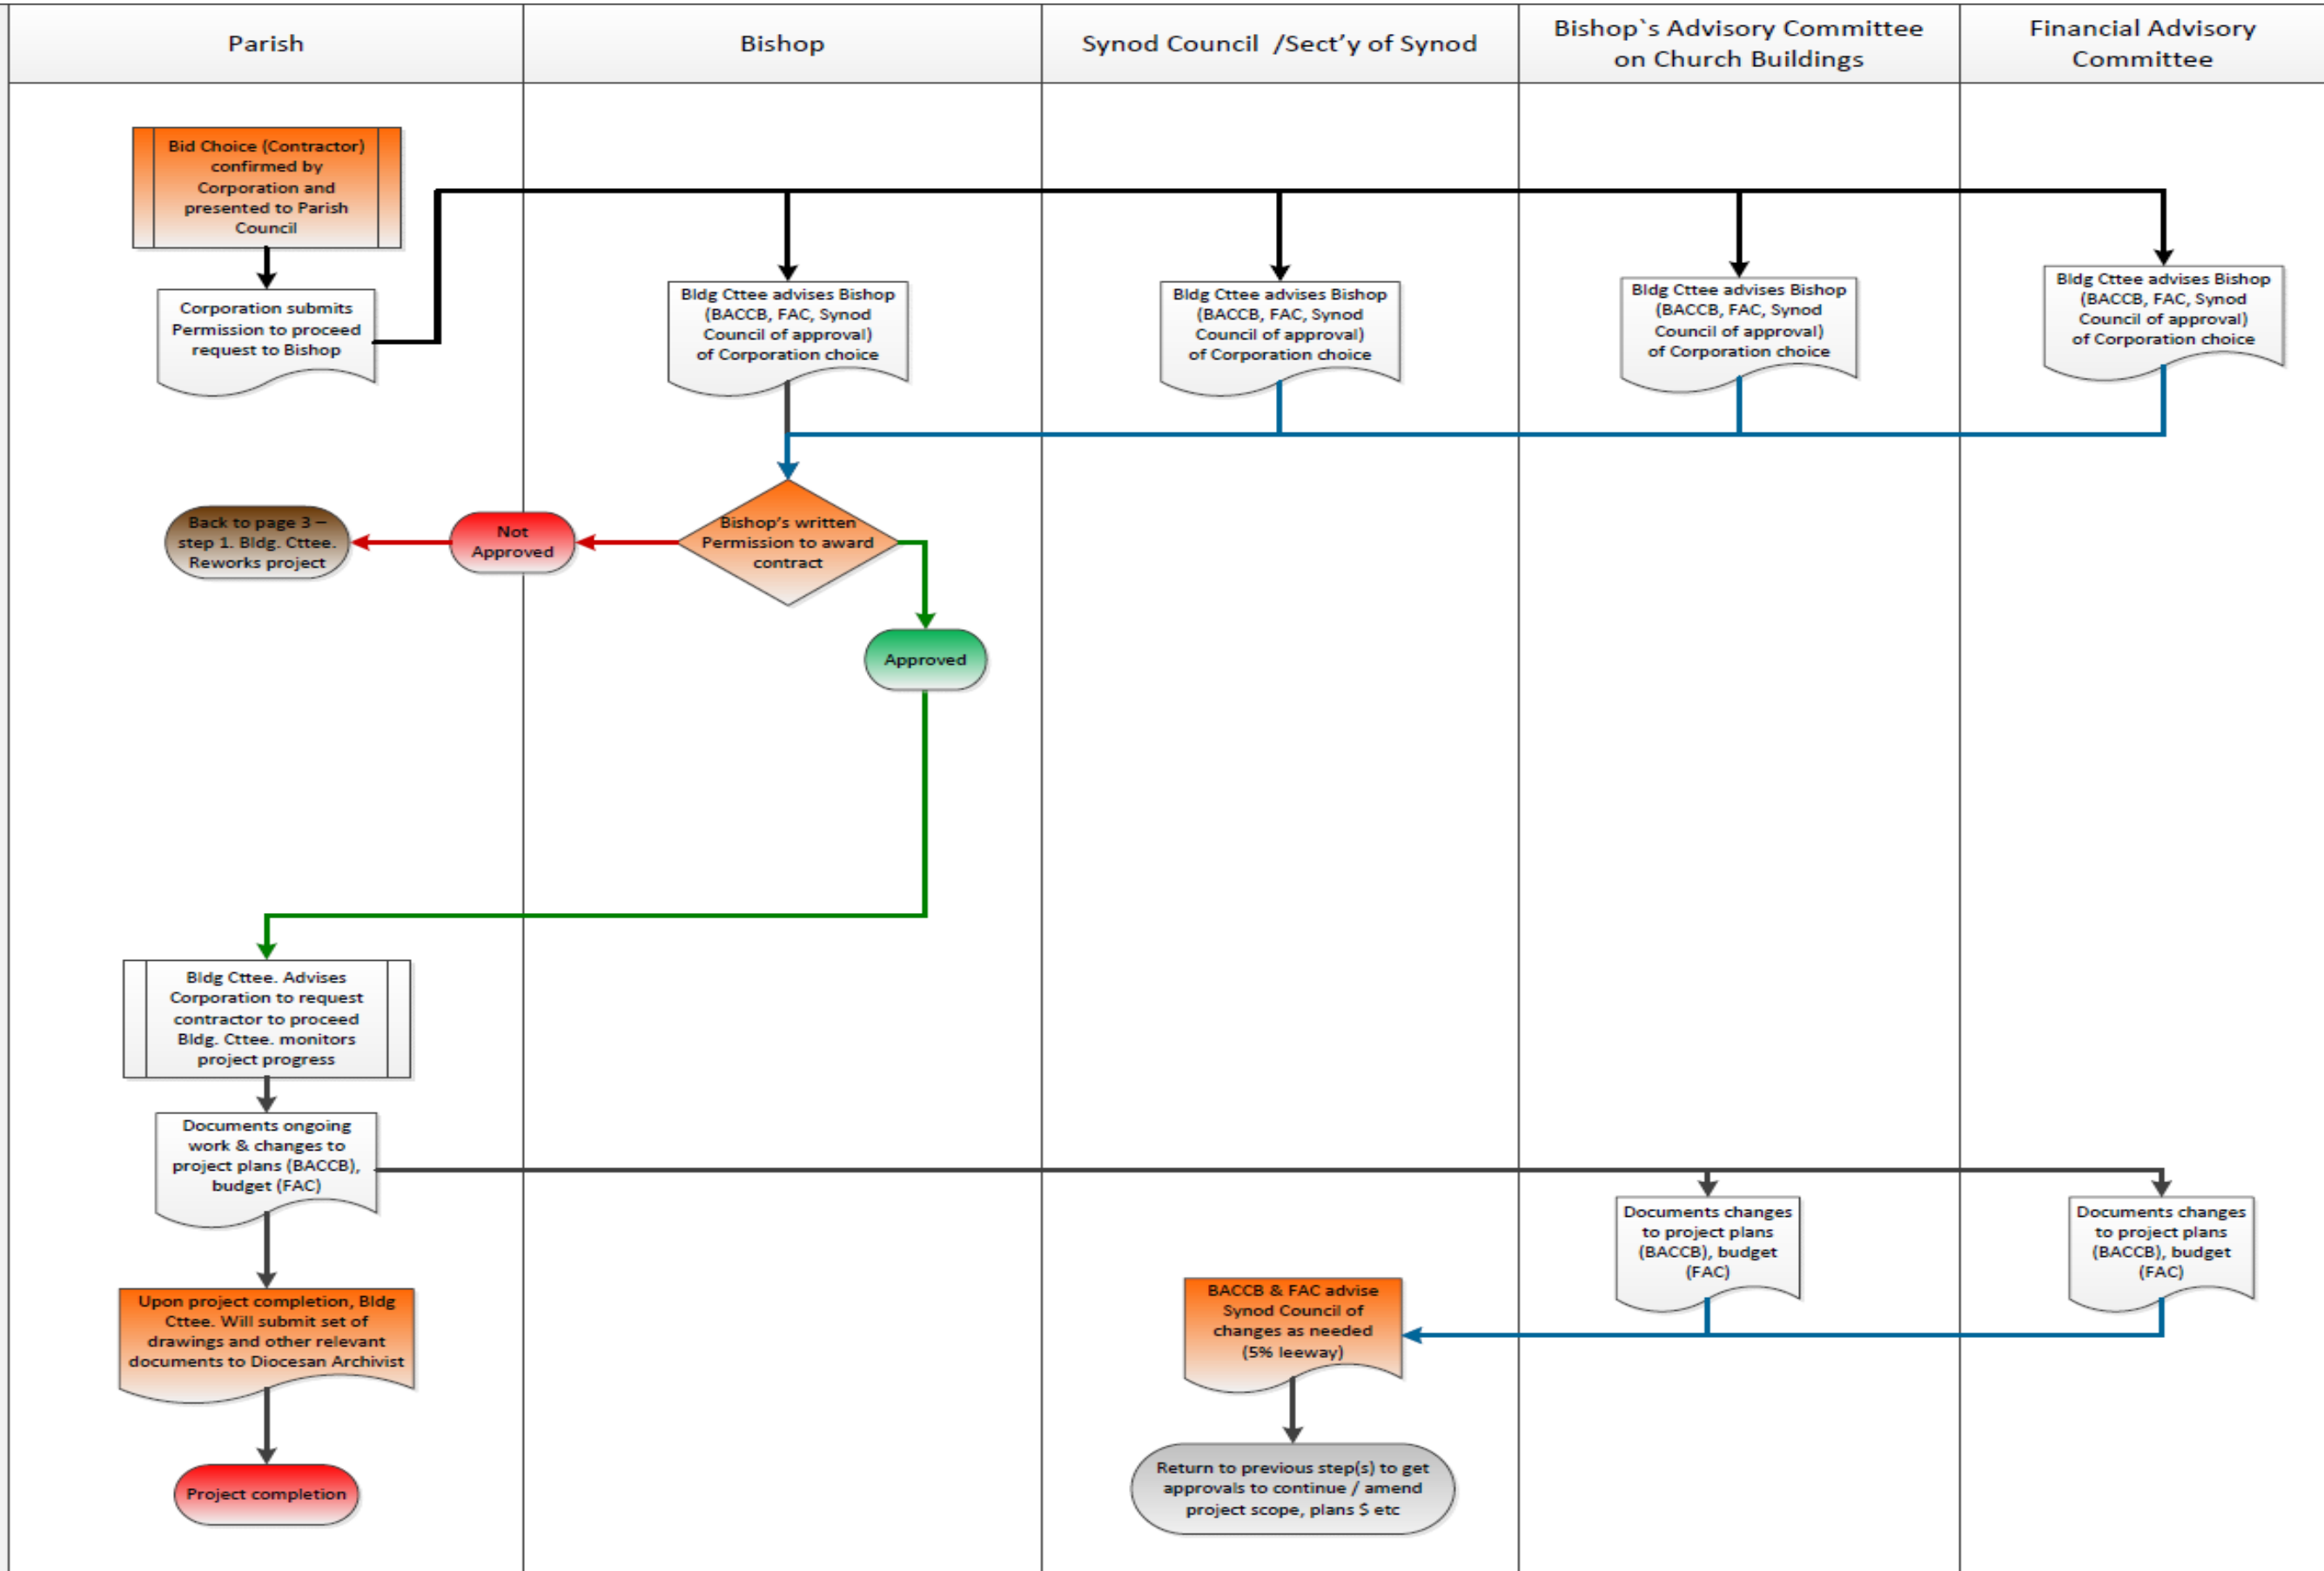 Parish
Bishop
Synod Council /Sect'y of Synod
Bishop`s Advisory Committee
on Church Buildings
Financial Advisory
Committee
Bid Choice (Contractor)
confirmed by
Corporation and
presented to Parish
Council
Corporation submits
Permission to proceed
request to Bishop
Bldg Cttee advises Bishop
(BACCB, FAC, Synod
Council of approval)
of Corporation choice
Bldg Cttee advises Bishop
(BACCB, FAC, Synod
Council of approval)
of Corporation choice
Bldg Cttee advises Bishop
(BACCB, FAC, Synod
Council of approval)
of Corporation choice
Bldg Cttee advises Bishop
(BACCB, FAC, Synod
Council of approval)
of Corporation choice
Back to page 3 –
step 1. Bldg. Cttee.
Reworks project
Not
Approved
Bishop's written
Permission to award
contract
Approved
Bldg Cttee. Advises
Corporation to request
contractor to proceed
Bldg. Cttee. monitors
project progress
Documents ongoing
work & changes to
project plans (BACCB),
budget (FAC)
Documents changes
to project plans
(BACCB), budget
(FAC)
Documents changes
to project plans
(BACCB), budget
(FAC)
BACCB & FAC advise
Synod Council of
changes as needed
(5% leeway)
Upon project completion, Bldg
Cttee. Will submit set of
drawings and other relevant
documents to Diocesan Archivist
Return to previous step(s) to get
approvals to continue / amend
project scope, plans $ etc
Project completion